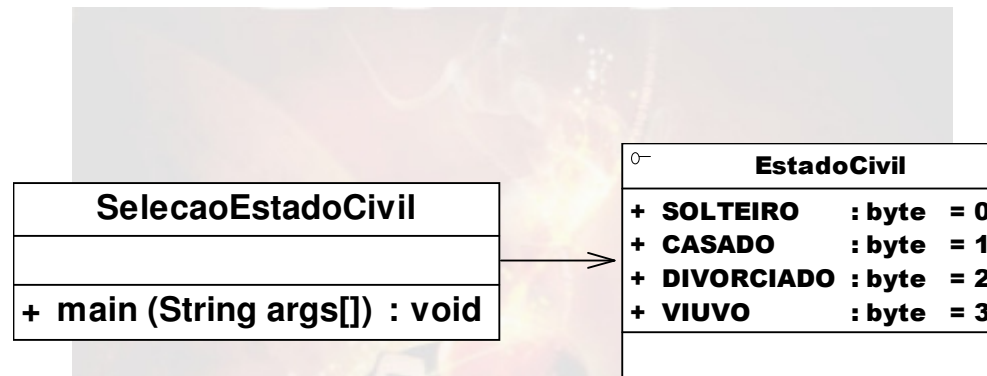 SelecaoEstadoCivil
+ main (String args[]) : void
EstadoCivil
+ SOLTEIRO : byte = 0
+ CASADO : byte = 1
+ DIVORCIADO : byte = 2
+ VIUVO : byte = 3